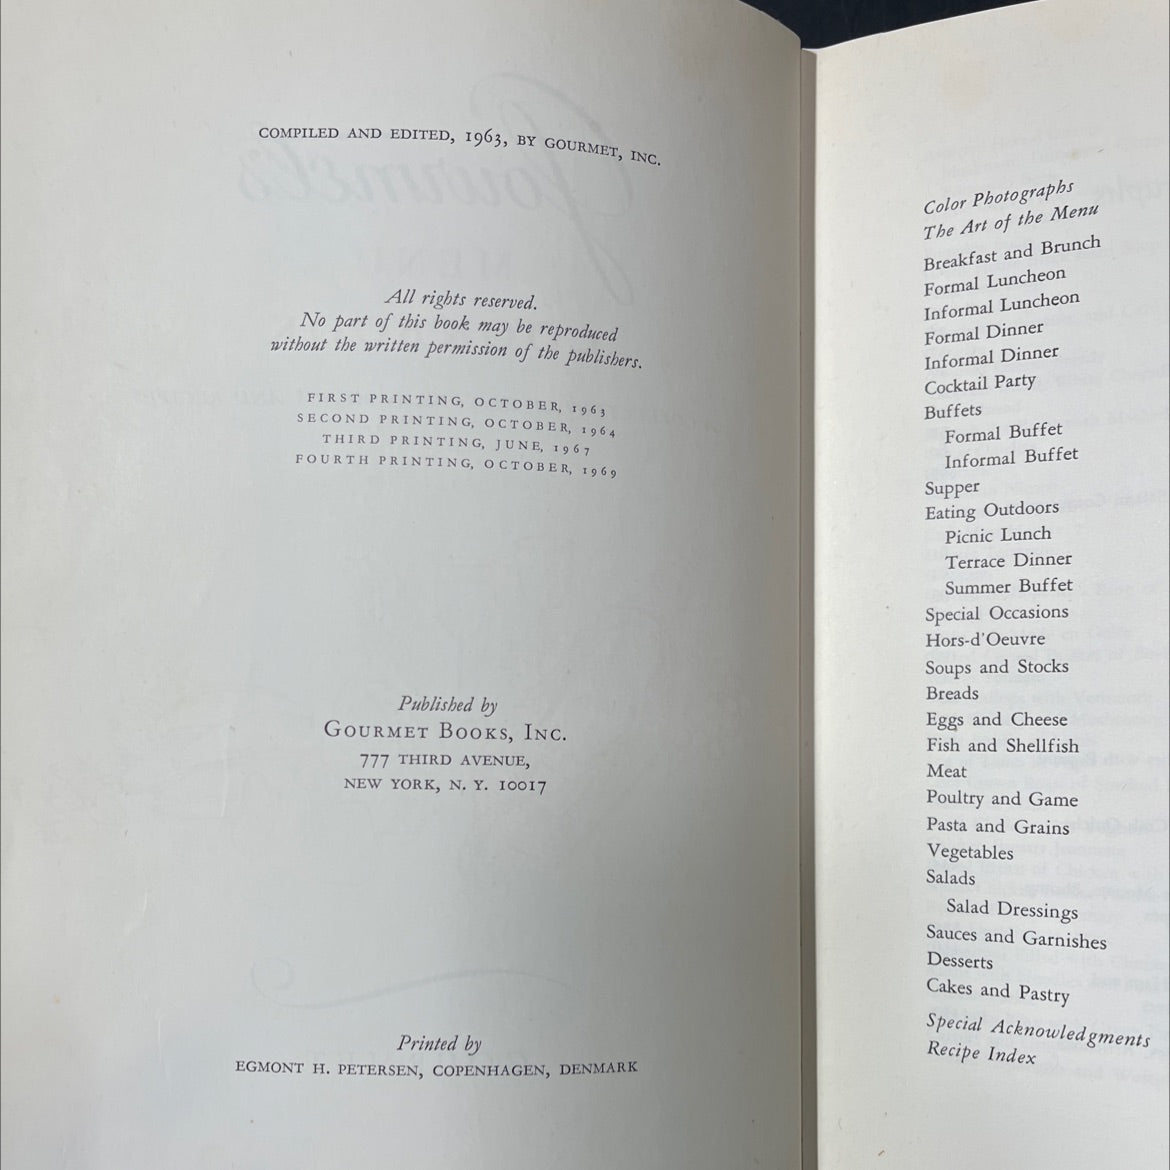 COMPILED AND EDITED, 1963, BY GOURMET, INC.
All rights reserved.
No part of this book may be reproduced
without the written permission of the publishers.
FIRST PRINTING, OCTOBER, 1963
SECOND PRINTING, OCTOBER, 1964
THIRD PRINTING, JUNE, 1967
FOURTH PRINTING, OCTOBER, 1969
Published by
GOURMET BOOKS, INC.
777 THIRD AVENUE,
NEW YORK, N. Y. 10017
Printed by
EGMONT H. PETERSEN, COPENHAGEN, DENMARK
Color Photographs
The Art of the Menu
Breakfast and Brunch
Formal Luncheon
Informal Luncheon
Formal Dinner
Informal Dinner
Cocktail Party
Buffets
Formal Buffet
Informal Buffet
Supper
Eating Outdoors
Picnic Lunch
Terrace Dinner
Summer Buffet
Special Occasions
Hors-d'Oeuvre
Soups and Stocks
Breads
Eggs and Cheese
Fish and Shellfish
Meat
Poultry and Game
Pasta and Grains
Vegetables
Salads
Salad Dressings
Sauces and Garnishes
Desserts
Cakes and Pastry
Special Acknowledgments
Recipe Index